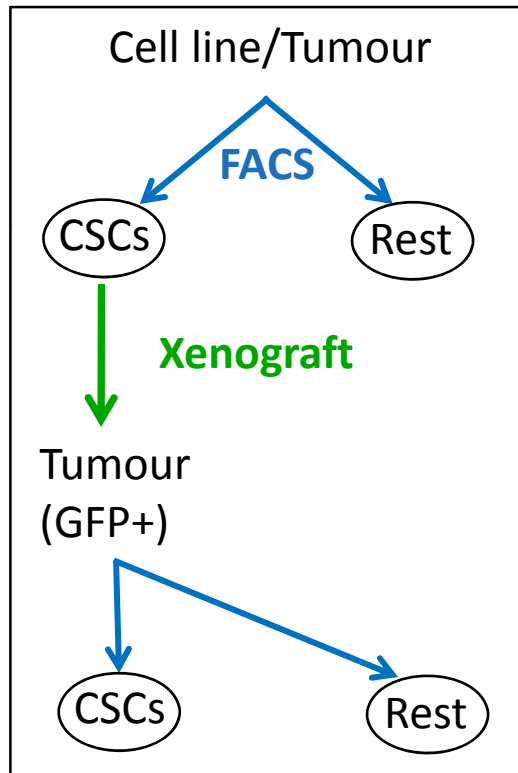 Cell line/Tumour
FACS
CSCs
Rest
Xenograft
Tumour
(GFP+)
CSCs
Rest